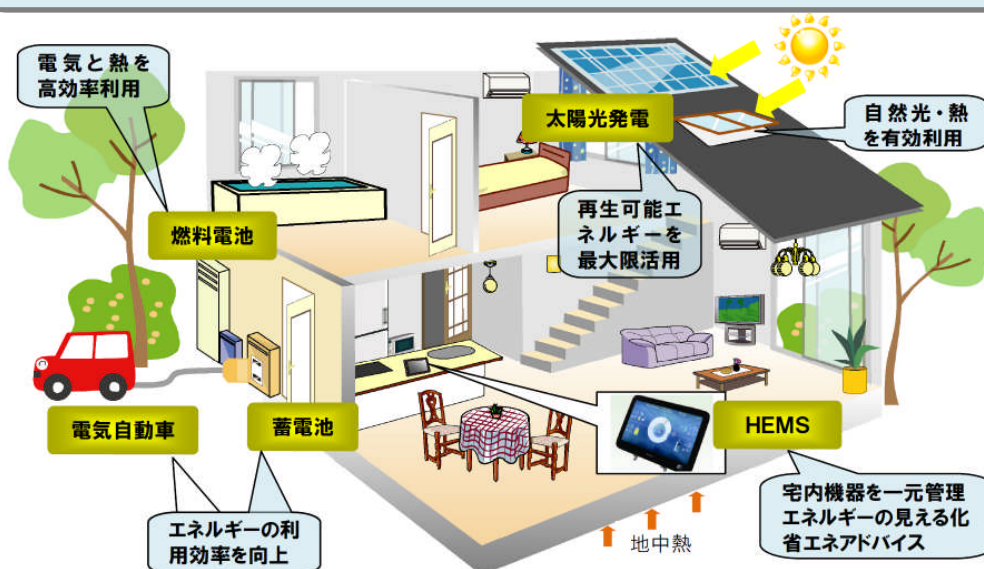 電気と熱を
高効率利用
太陽光発電
自然光・熱
を有効利用
燃料電池
再生可能エ
ネルギーを
最大限活用
電気自動車
蓄電池
HEMS
エネルギーの利
用効率を向上
地中熱
宅内機器を一元管理
エネルギーの見える化
省エネアドバイス